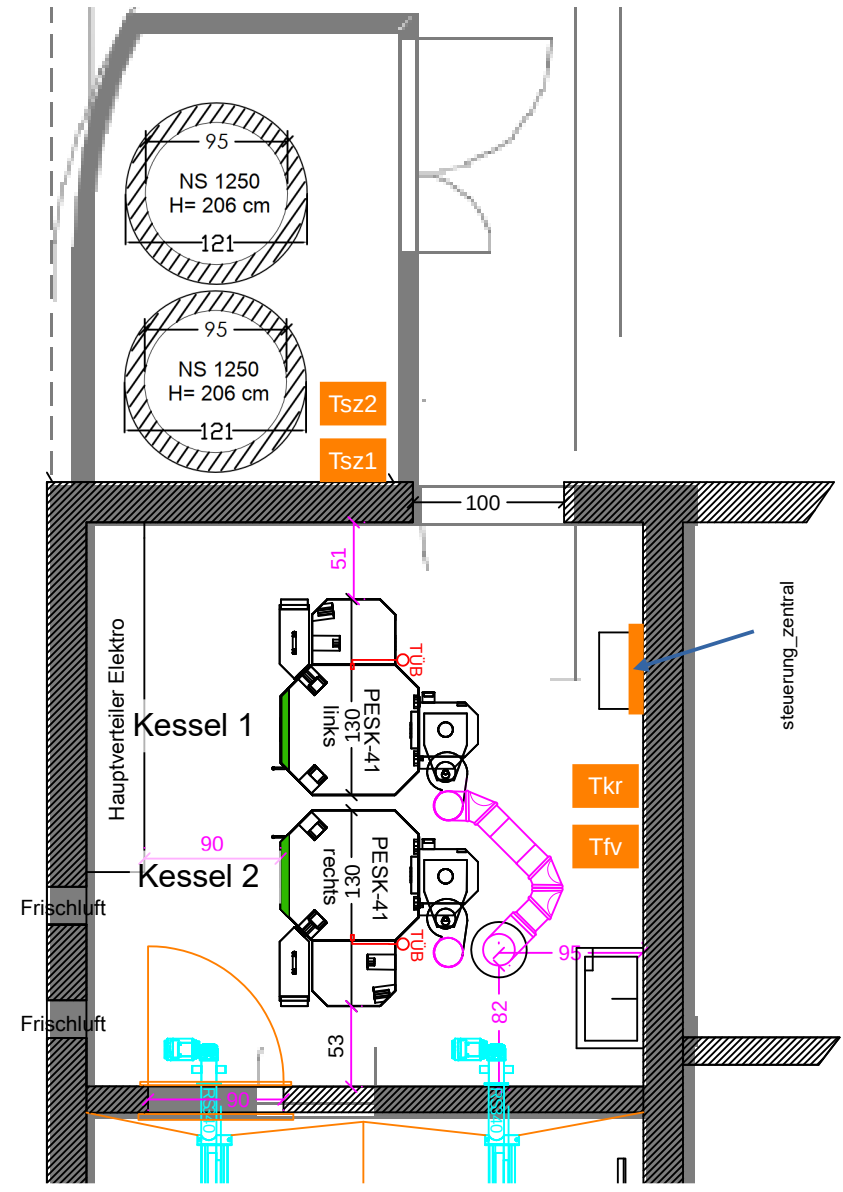 95
NS 1250
H= 206 cm
121
95
NS 1250
H= 206 cm
121
Tsz2
Tsz1
100
51
Hauptverteiler Elektro
TÜB
steuerung_zentral
Kessel 1
PESK-41
130
links
Tkr
Tfv
90
Kessel 2
PESK-41
130
rechts
Frischluft
TÜB
95
82
Frischluft
53
90